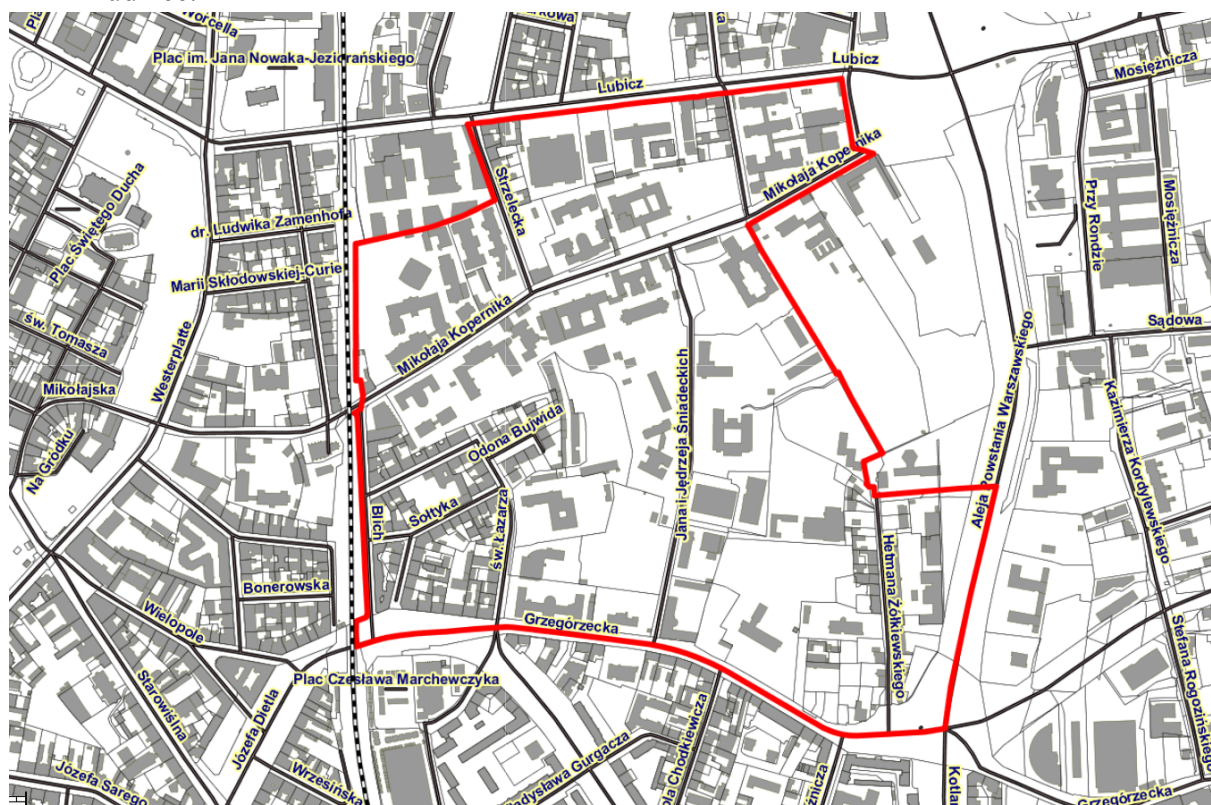 Worcella
Plac im. Jana Nowaka-Jeziorańskiego
Lubicz
Lubicz
Mosiężnicza
Mikołaja Kopernika
Strzelecka
Plac Świętego Ducha
dr. Ludwika Zamenhofa
Marii Skłodowskiej-Curie
Przy Rondzie
Mosiężnicza
Sądowa
św. Tomasza
Westerplatte
Mikołaja Kopernika
Mikołajska
Na Gródku
Odona Bujwida
Jana i Jędrzeja Śniadeckich
Aleja Powstania Warszawskiego
Kazimierza Kordylewskiego
Blich
Sołtyka
św. Łazarza
Hetmana Żółkiewskiego
Bonerowska
Wielopole
Grzegórzecka
Stefana Rogozińskiego
Plac Czesława Marchewczyka
Starowiślna
Józefa Dietla
Wrzesińska
Józefa Sarego
Grzegórzecka